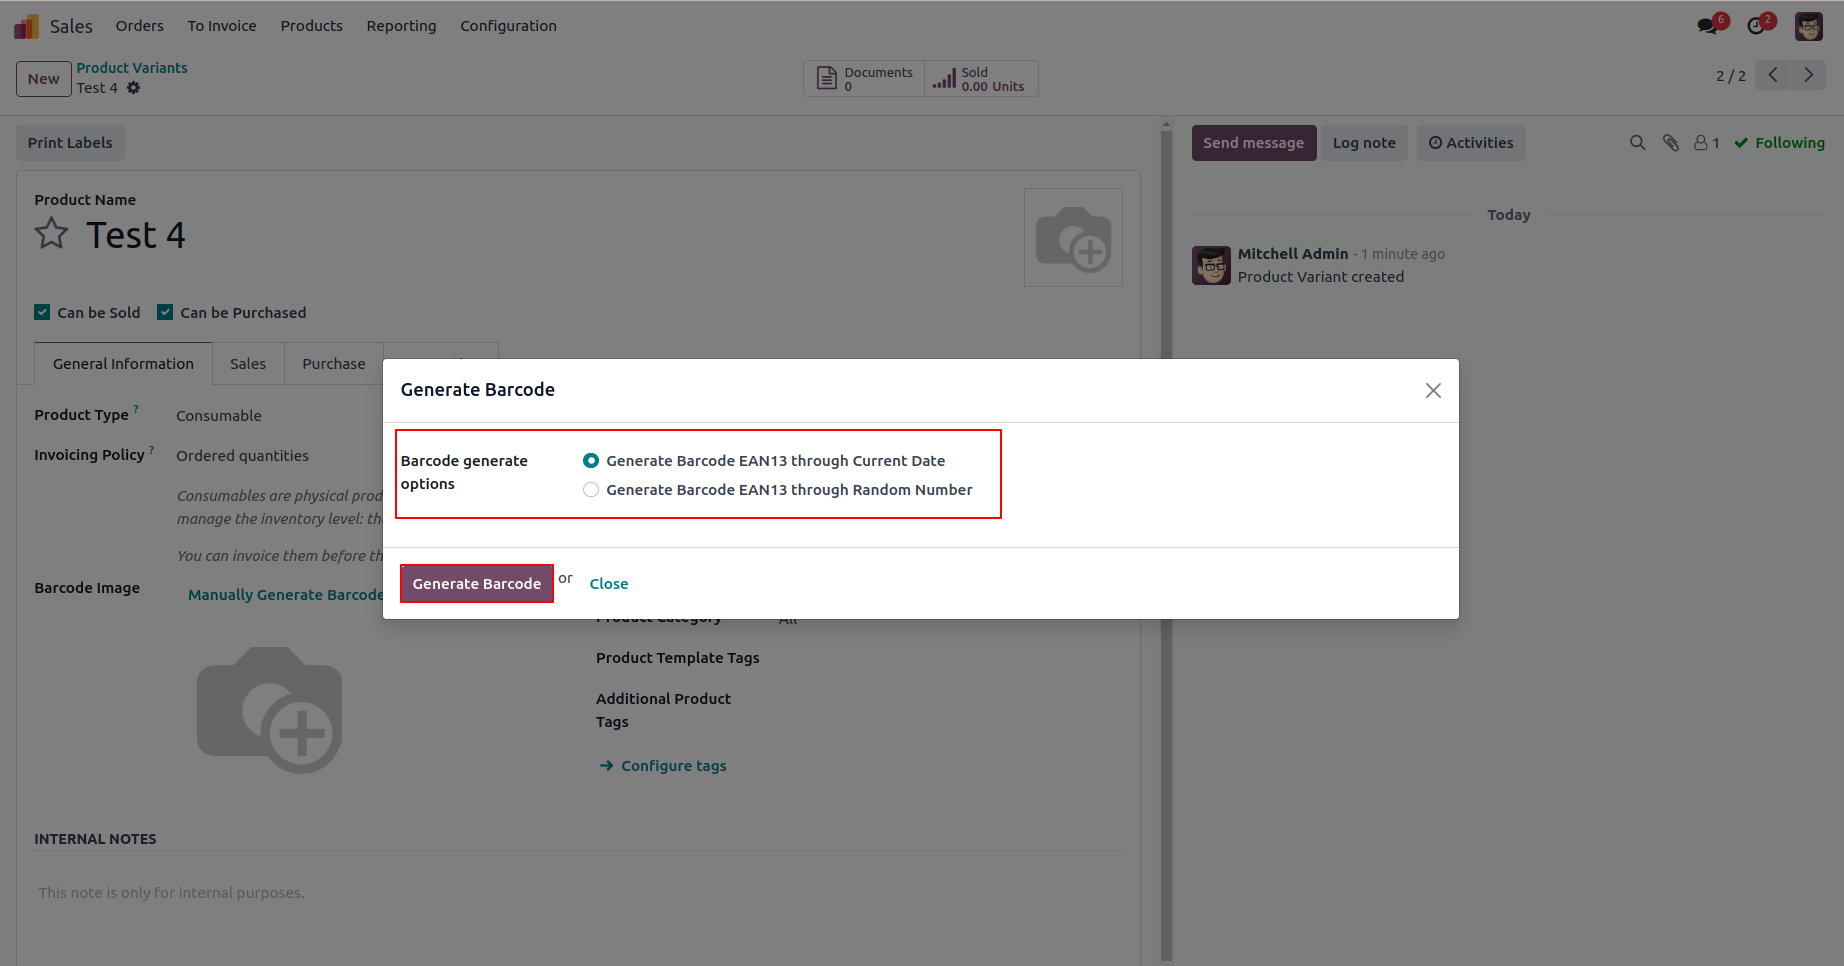 Sales Orders To Invoice Products Reporting Configuration 6 2
New Product Variants
Test 4
Documents
0
Sold
0.00 Units
2 / 2
Print Labels
Send message Log note Activities 1 Following
Product Name
Test 4
Today
Mitchell Admin - 1 minute ago
Product Variant created
Can be Sold Can be Purchased
General Information Sales Purchase
Generate Barcode
Product Type ? Consumable
Invoicing Policy ? Ordered quantities
Consumables are physical prod
manage the inventory level: th
You can invoice them before th
Barcode generate
options
Generate Barcode EAN13 through Current Date
Generate Barcode EAN13 through Random Number
Generate Barcode or Close
Barcode Image Manually Generate Barcode
Product Category All
Product Template Tags
Additional Product
Tags
Configure tags
INTERNAL NOTES
This note is only for internal purposes.